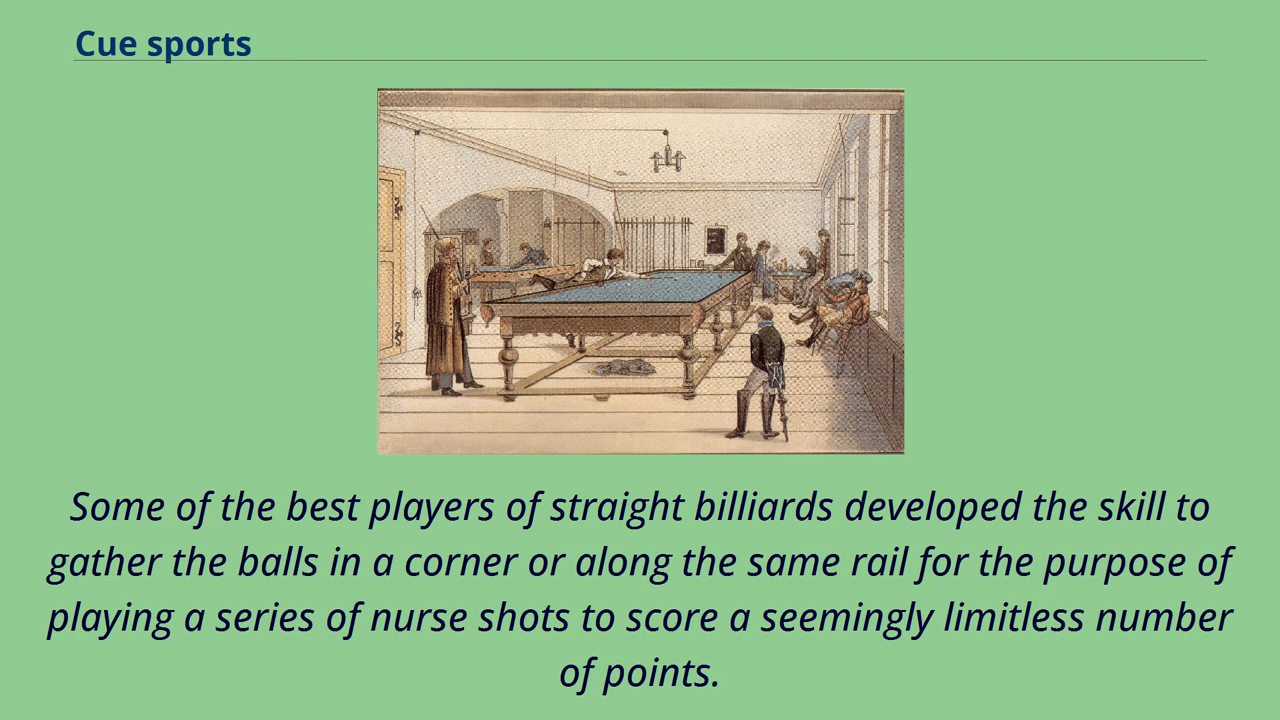 Cue sports
Some of the best players of straight billiards developed the skill to
gather the balls in a corner or along the same rail for the purpose of
playing a series of nurse shots to score a seemingly limitless number
of points.